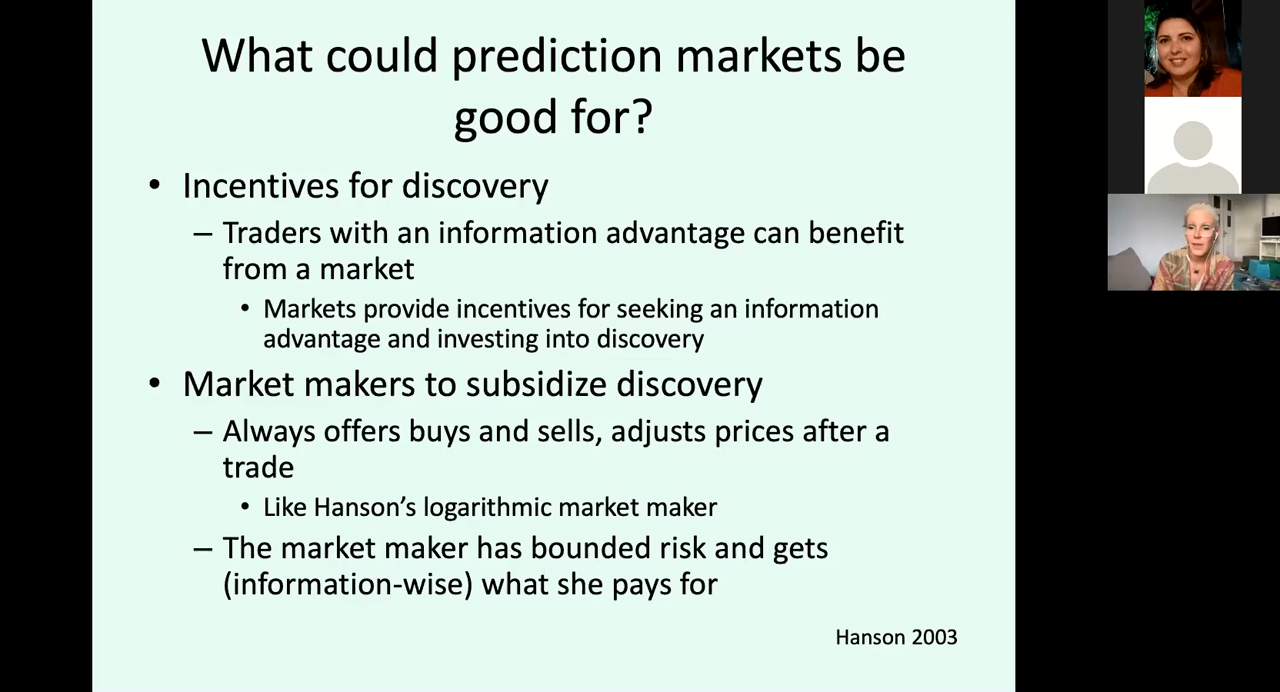 What could prediction markets be
good for?
• Incentives for discovery
– Traders with an information advantage can benefit
from a market
• Markets provide incentives for seeking an information
advantage and investing into discovery
• Market makers to subsidize discovery
– Always offers buys and sells, adjusts prices after a
trade
• Like Hanson’s logarithmic market maker
– The market maker has bounded risk and gets
(information-wise) what she pays for
Hanson 2003